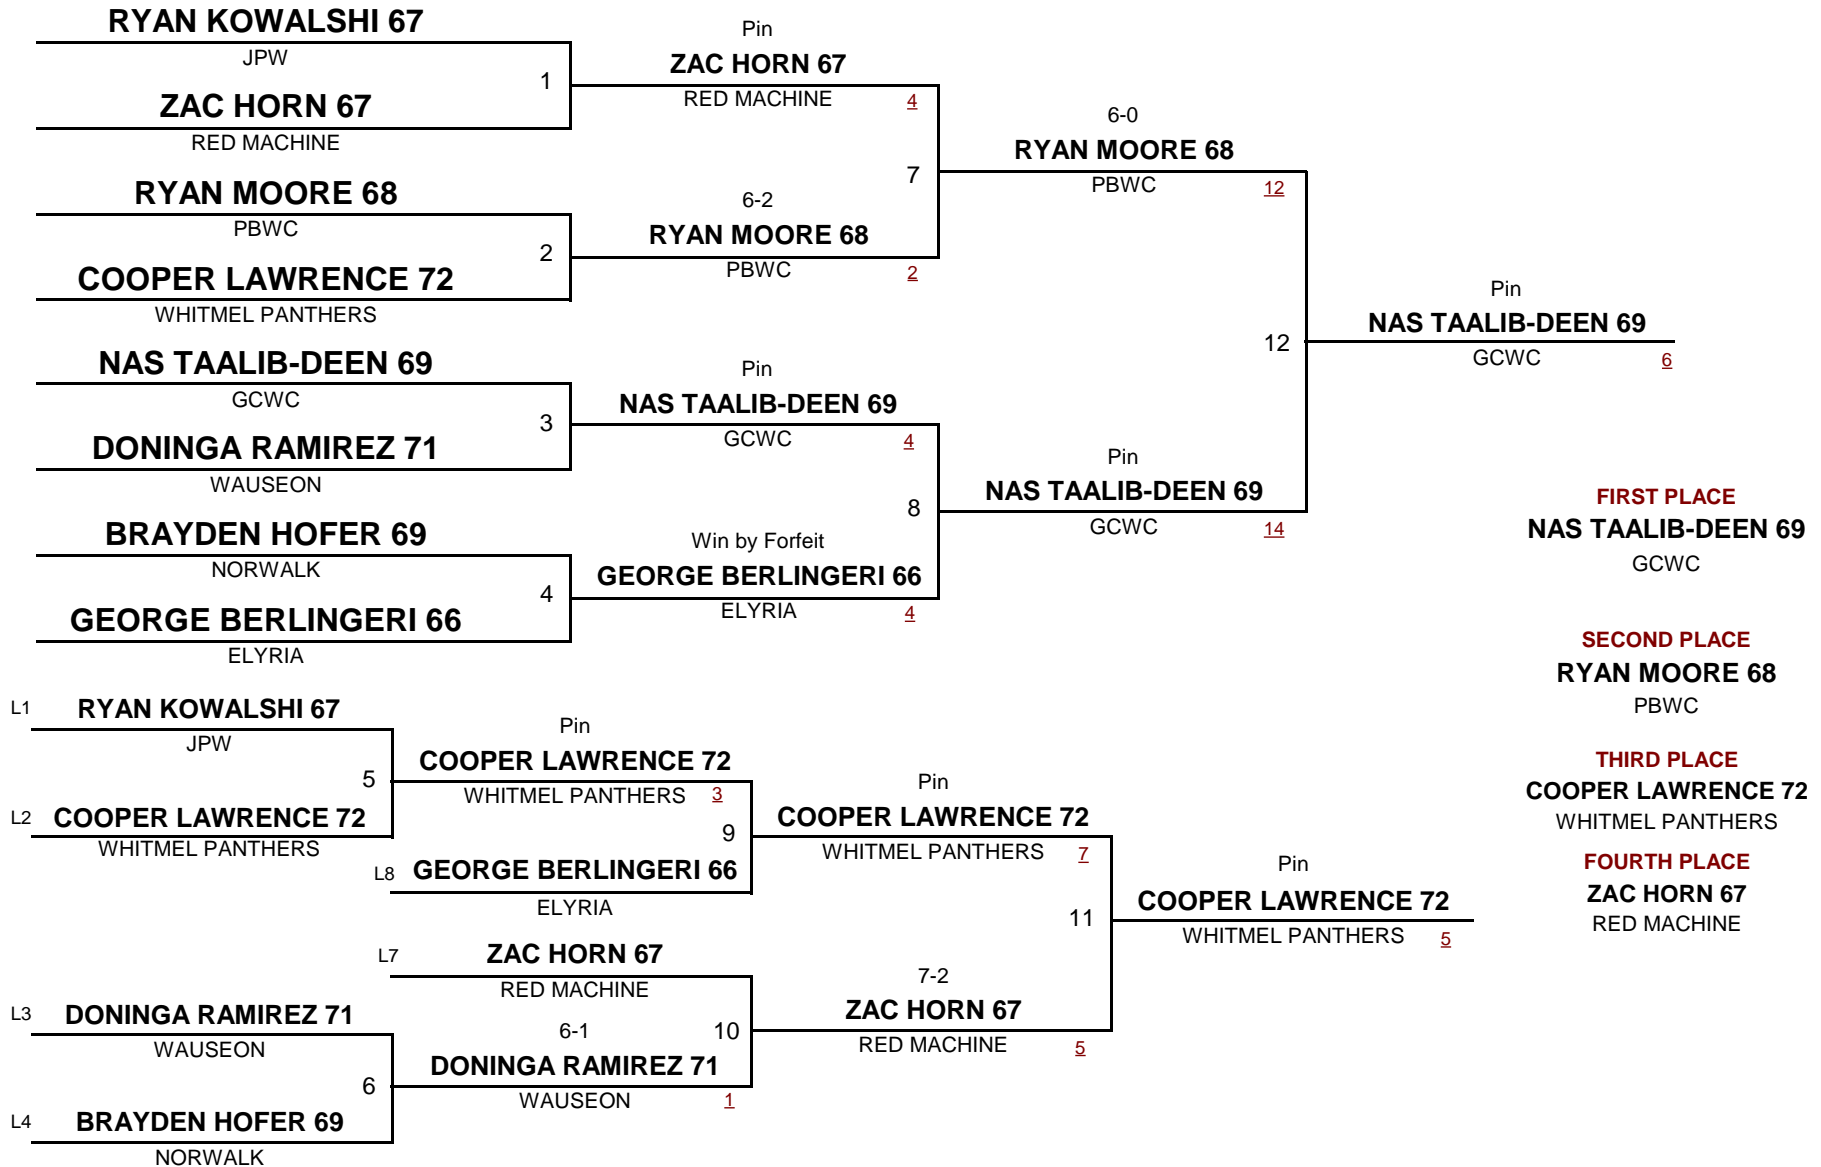 RYAN KOWALSHI 67
JPW
1
ZAC HORN 67
RED MACHINE
Pin
ZAC HORN 67
RED MACHINE 4
RYAN MOORE 68
PBWC
2
COOPER LAWRENCE 72
WHITMEL PANTHERS
6-2
RYAN MOORE 68
PBWC 2
7
6-0
RYAN MOORE 68
PBWC 12
NAS TAALIB-DEEN 69
GCWC
3
DONINGA RAMIREZ 71
WAUSEON
Pin
NAS TAALIB-DEEN 69
GCWC 4
BRAYDEN HOFER 69
NORWALK
4
GEORGE BERLINGERI 66
ELYRIA
Win by Forfeit
GEORGE BERLINGERI 66
ELYRIA 4
8
Pin
NAS TAALIB-DEEN 69
GCWC 14
12
Pin
NAS TAALIB-DEEN 69
GCWC 6
FIRST PLACE
NAS TAALIB-DEEN 69
GCWC
SECOND PLACE
RYAN MOORE 68
PBWC
THIRD PLACE
COOPER LAWRENCE 72
WHITMEL PANTHERS
FOURTH PLACE
ZAC HORN 67
RED MACHINE
L1 RYAN KOWALSHI 67
JPW
5
L2 COOPER LAWRENCE 72
WHITMEL PANTHERS
Pin
COOPER LAWRENCE 72
WHITMEL PANTHERS 3
9
L8 GEORGE BERLINGERI 66
ELYRIA
Pin
COOPER LAWRENCE 72
WHITMEL PANTHERS 7
L7 ZAC HORN 67
RED MACHINE
L3 DONINGA RAMIREZ 71
WAUSEON
6
L4 BRAYDEN HOFER 69
NORWALK
6-1
10
DONINGA RAMIREZ 71
WAUSEON 1
7-2
ZAC HORN 67
RED MACHINE 5
11
Pin
COOPER LAWRENCE 72
WHITMEL PANTHERS 5